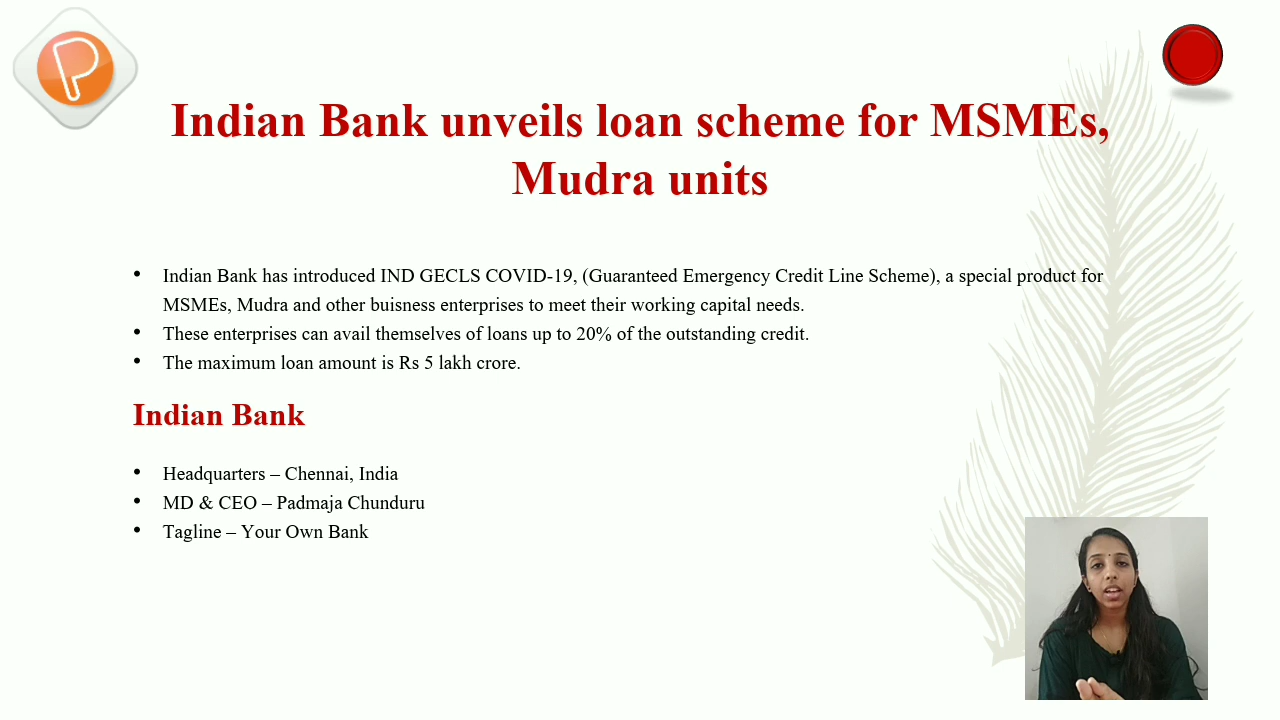 Indian Bank unveils loan scheme for MSMEs,
Mudra units
• Indian Bank has introduced IND GECLS COVID-19, (Guaranteed Emergency Credit Line Scheme), a special product for
MSMEs, Mudra and other buisness enterprises to meet their working capital needs.
• These enterprises can avail themselves of loans up to 20% of the outstanding credit.
• The maximum loan amount is Rs 5 lakh crore.
Indian Bank
• Headquarters – Chennai, India
• MD & CEO – Padmaja Chunduru
• Tagline – Your Own Bank